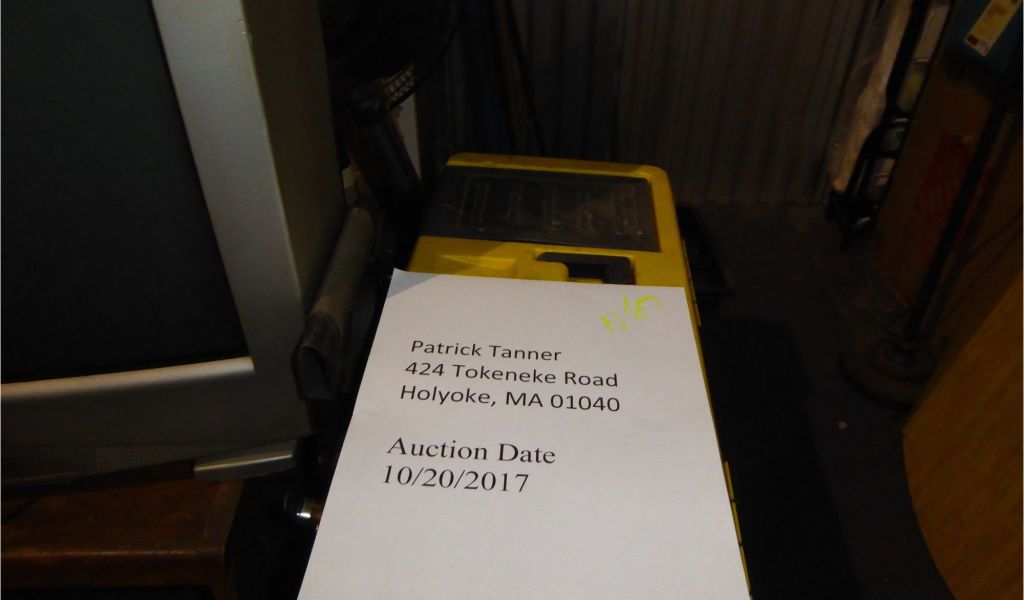 Patrick Tanner
424 Tokeneke Road
Holyoke, MA 01040
Auction Date
10/20/2017